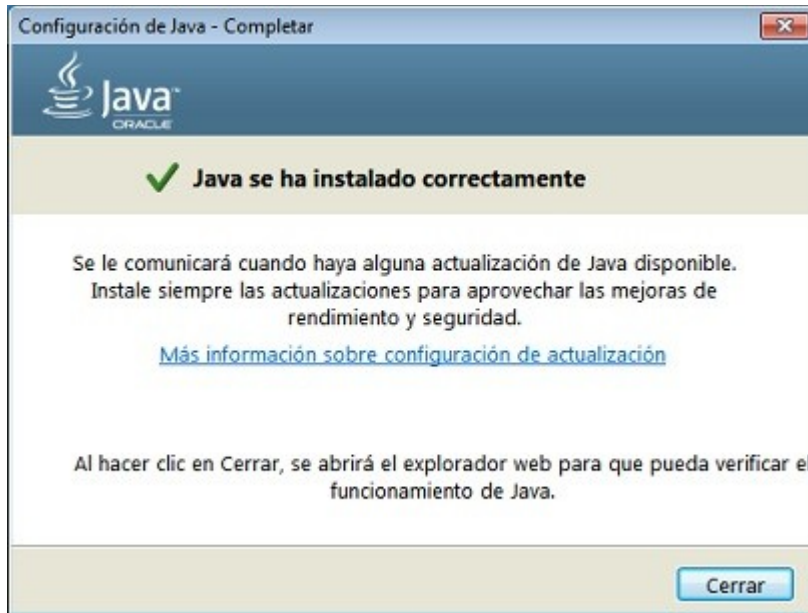 Configuración de Java - Completar
Java™
ORACLE
Java se ha instalado correctamente
Se le comunicará cuando haya alguna actualización de Java disponible.
Instale siempre las actualizaciones para aprovechar las mejoras de
rendimiento y seguridad.
Más información sobre configuración de actualización
Al hacer clic en Cerrar, se abrirá el explorador web para que pueda verificar el
funcionamiento de Java.
Cerrar